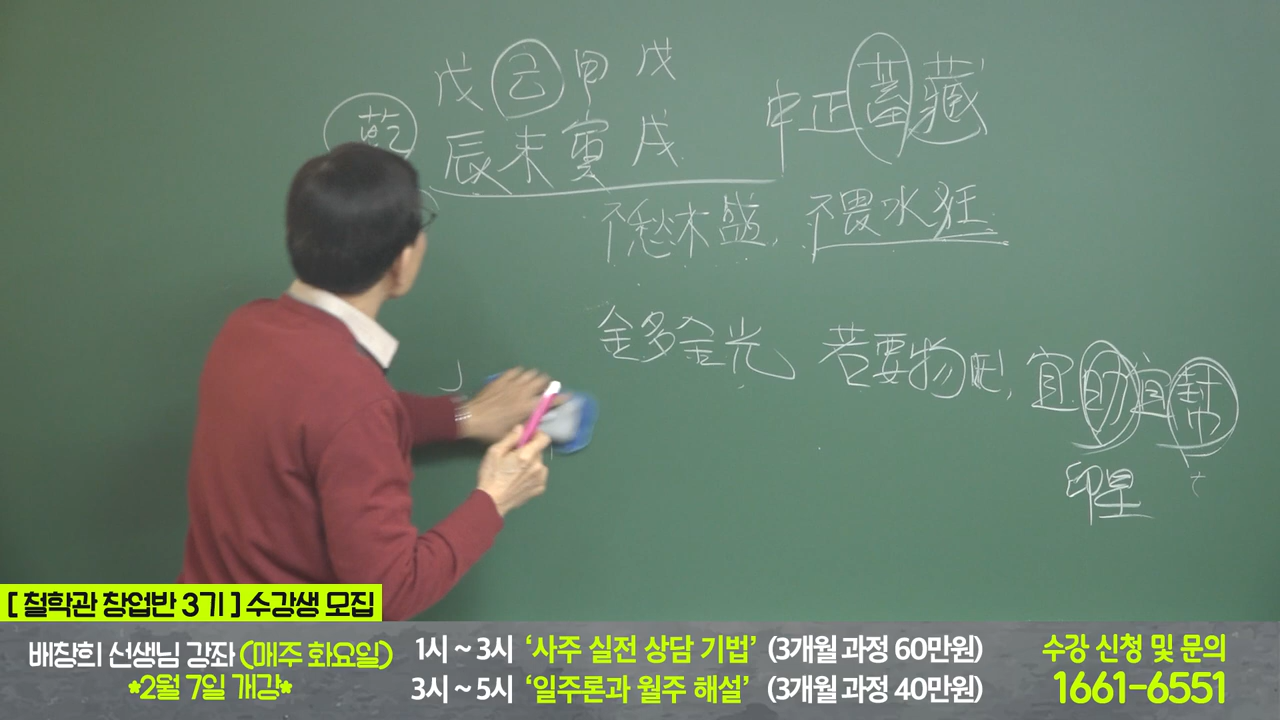 戊己甲戊
乾
辰未寅戌
中正蓄藏
不愁木盛, 不畏水狂
金多金光 若要物旺, 宜助宜幇
印星
[ 철학관 창업반 3기 ] 수강생 모집
배창희 선생님 강좌 (매주 화요일)
*2월 7일 개강*
1시 ~ 3시 ‘사주 실전 상담 기법’ (3개월 과정 60만원)
3시 ~ 5시 ‘일주론과 월주 해설’ (3개월 과정 40만원)
수강 신청 및 문의
1661-6551